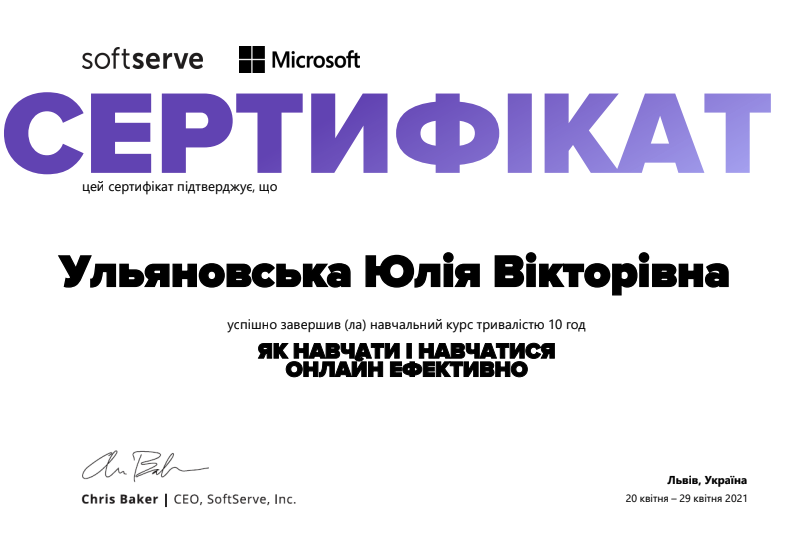 softserve Microsoft
СЕРТИФІКАТ
цей сертифікат підтверджує, що
Ульяновська Юлія Вікторівна
успішно завершив (ла) навчальний курс тривалістю 10 год
ЯК НАВЧАТИ І НАВЧАТИСЯ
ОНЛАЙН ЕФЕКТИВНО
Chris Baker | CEO, SoftServe, Inc.
Львів, Україна
20 квітня – 29 квітня 2021